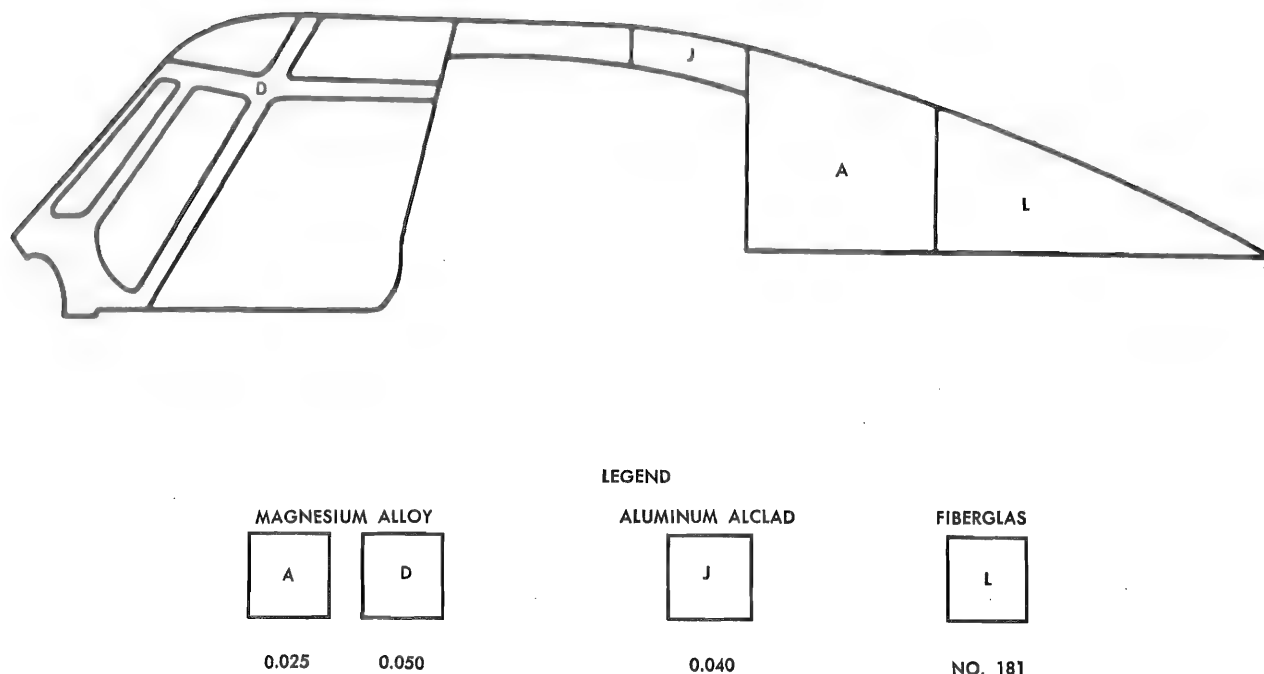 J
D
A
L
LEGEND
MAGNESIUM ALLOY
ALUMINUM ALCLAD
FIBERGLAS
A
D
J
L
0.025
0.050
0.040
NO. 181